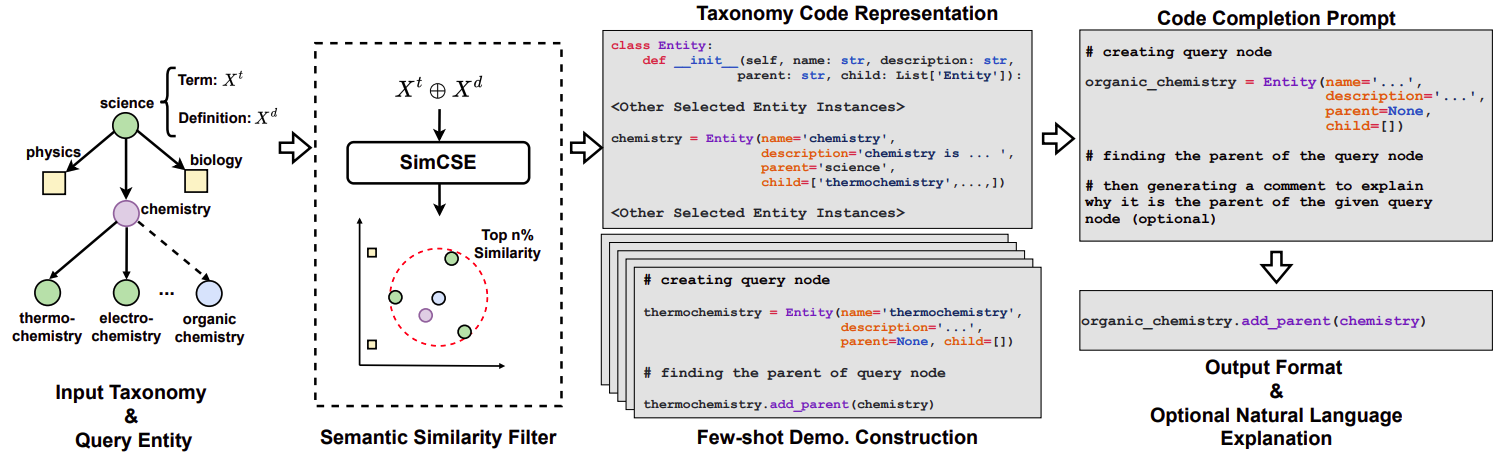 science
Term: X^t
Definition: X^d
physics
biology
chemistry
...
thermo-
chemistry
electro-
chemistry
organic
chemistry
Input Taxonomy
&
Query Entity
X^t ⊕ X^d
SimCSE
Top n%
Similarity
Semantic Similarity Filter
Taxonomy Code Representation
class Entity:
def __init__(self, name: str, description: str,
parent: str, child: List['Entity']):
<Other Selected Entity Instances>
chemistry = Entity(name='chemistry',
description='chemistry is ... ',
parent='science',
child=['thermochemistry',...,])
<Other Selected Entity Instances>
# creating query node
thermochemistry = Entity(name='thermochemistry',
description='...',
parent=None, child=[])
# finding the parent of query node
thermochemistry.add_parent(chemistry)
Few-shot Demo. Construction
Code Completion Prompt
# creating query node
organic_chemistry = Entity(name='...',
description='...',
parent=None,
child=[])
# finding the parent of the query node
# then generating a comment to explain
why it is the parent of the given query
node (optional)
organic_chemistry.add_parent(chemistry)
Output Format
&
Optional Natural Language
Explanation